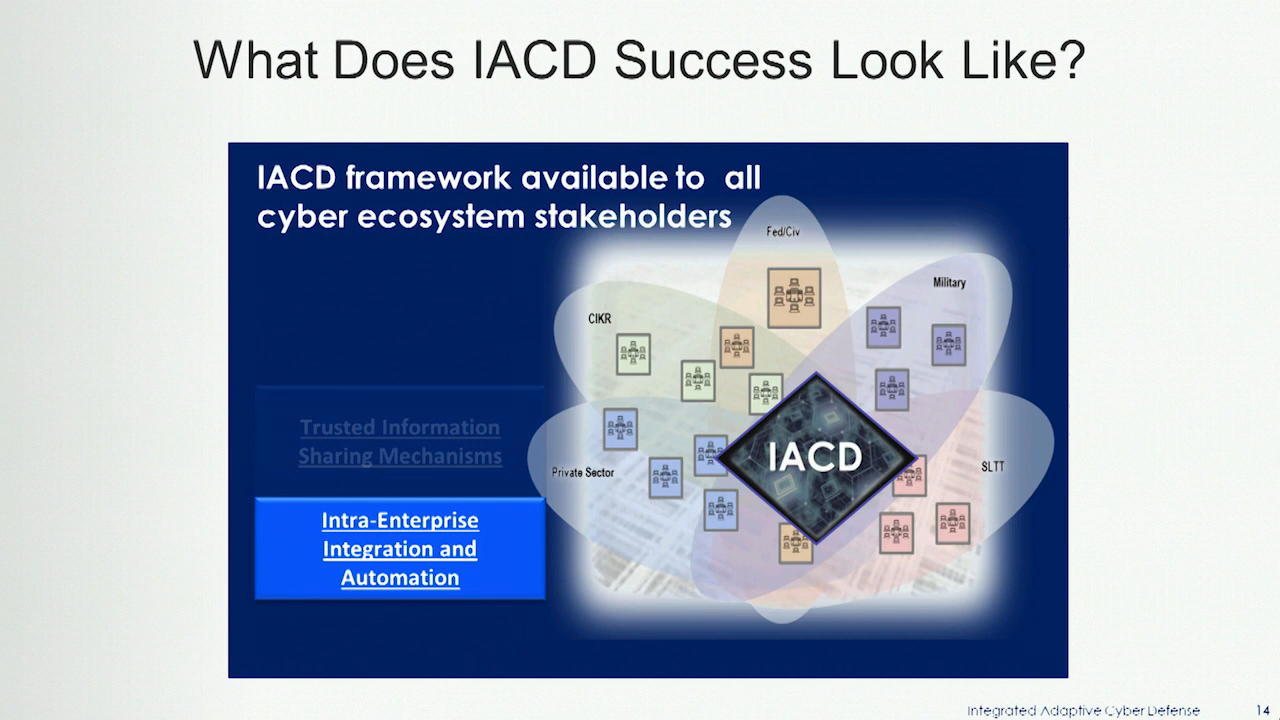 What Does IACD Success Look Like?
IACD framework available to all
cyber ecosystem stakeholders
Fed/Civ
Military
CIKR
IACD
Private Sector
SLTT
Trusted Information
Sharing Mechanisms
Intra-Enterprise
Integration and
Automation
Integrated Adaptive Cyber Defense 14